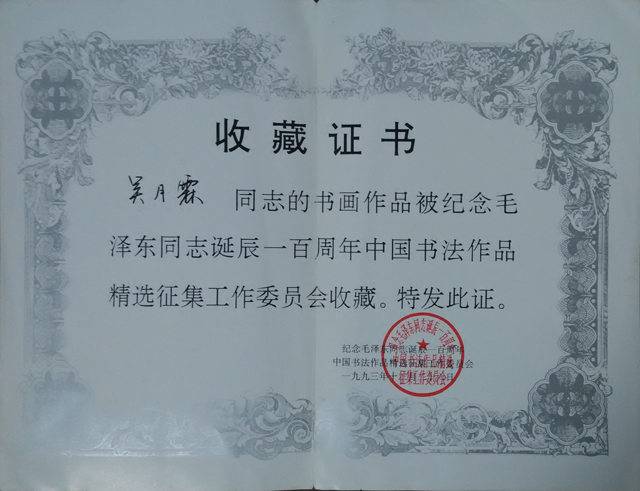 收藏证书
吴月霖 同志的书画作品被纪念毛
泽东同志诞辰一百周年中国书法作品
精选征集工作委员会收藏。特发此证。
纪念毛泽东同志诞辰一百周年
中国书法作品精选征集工作委员会
一九九三年十